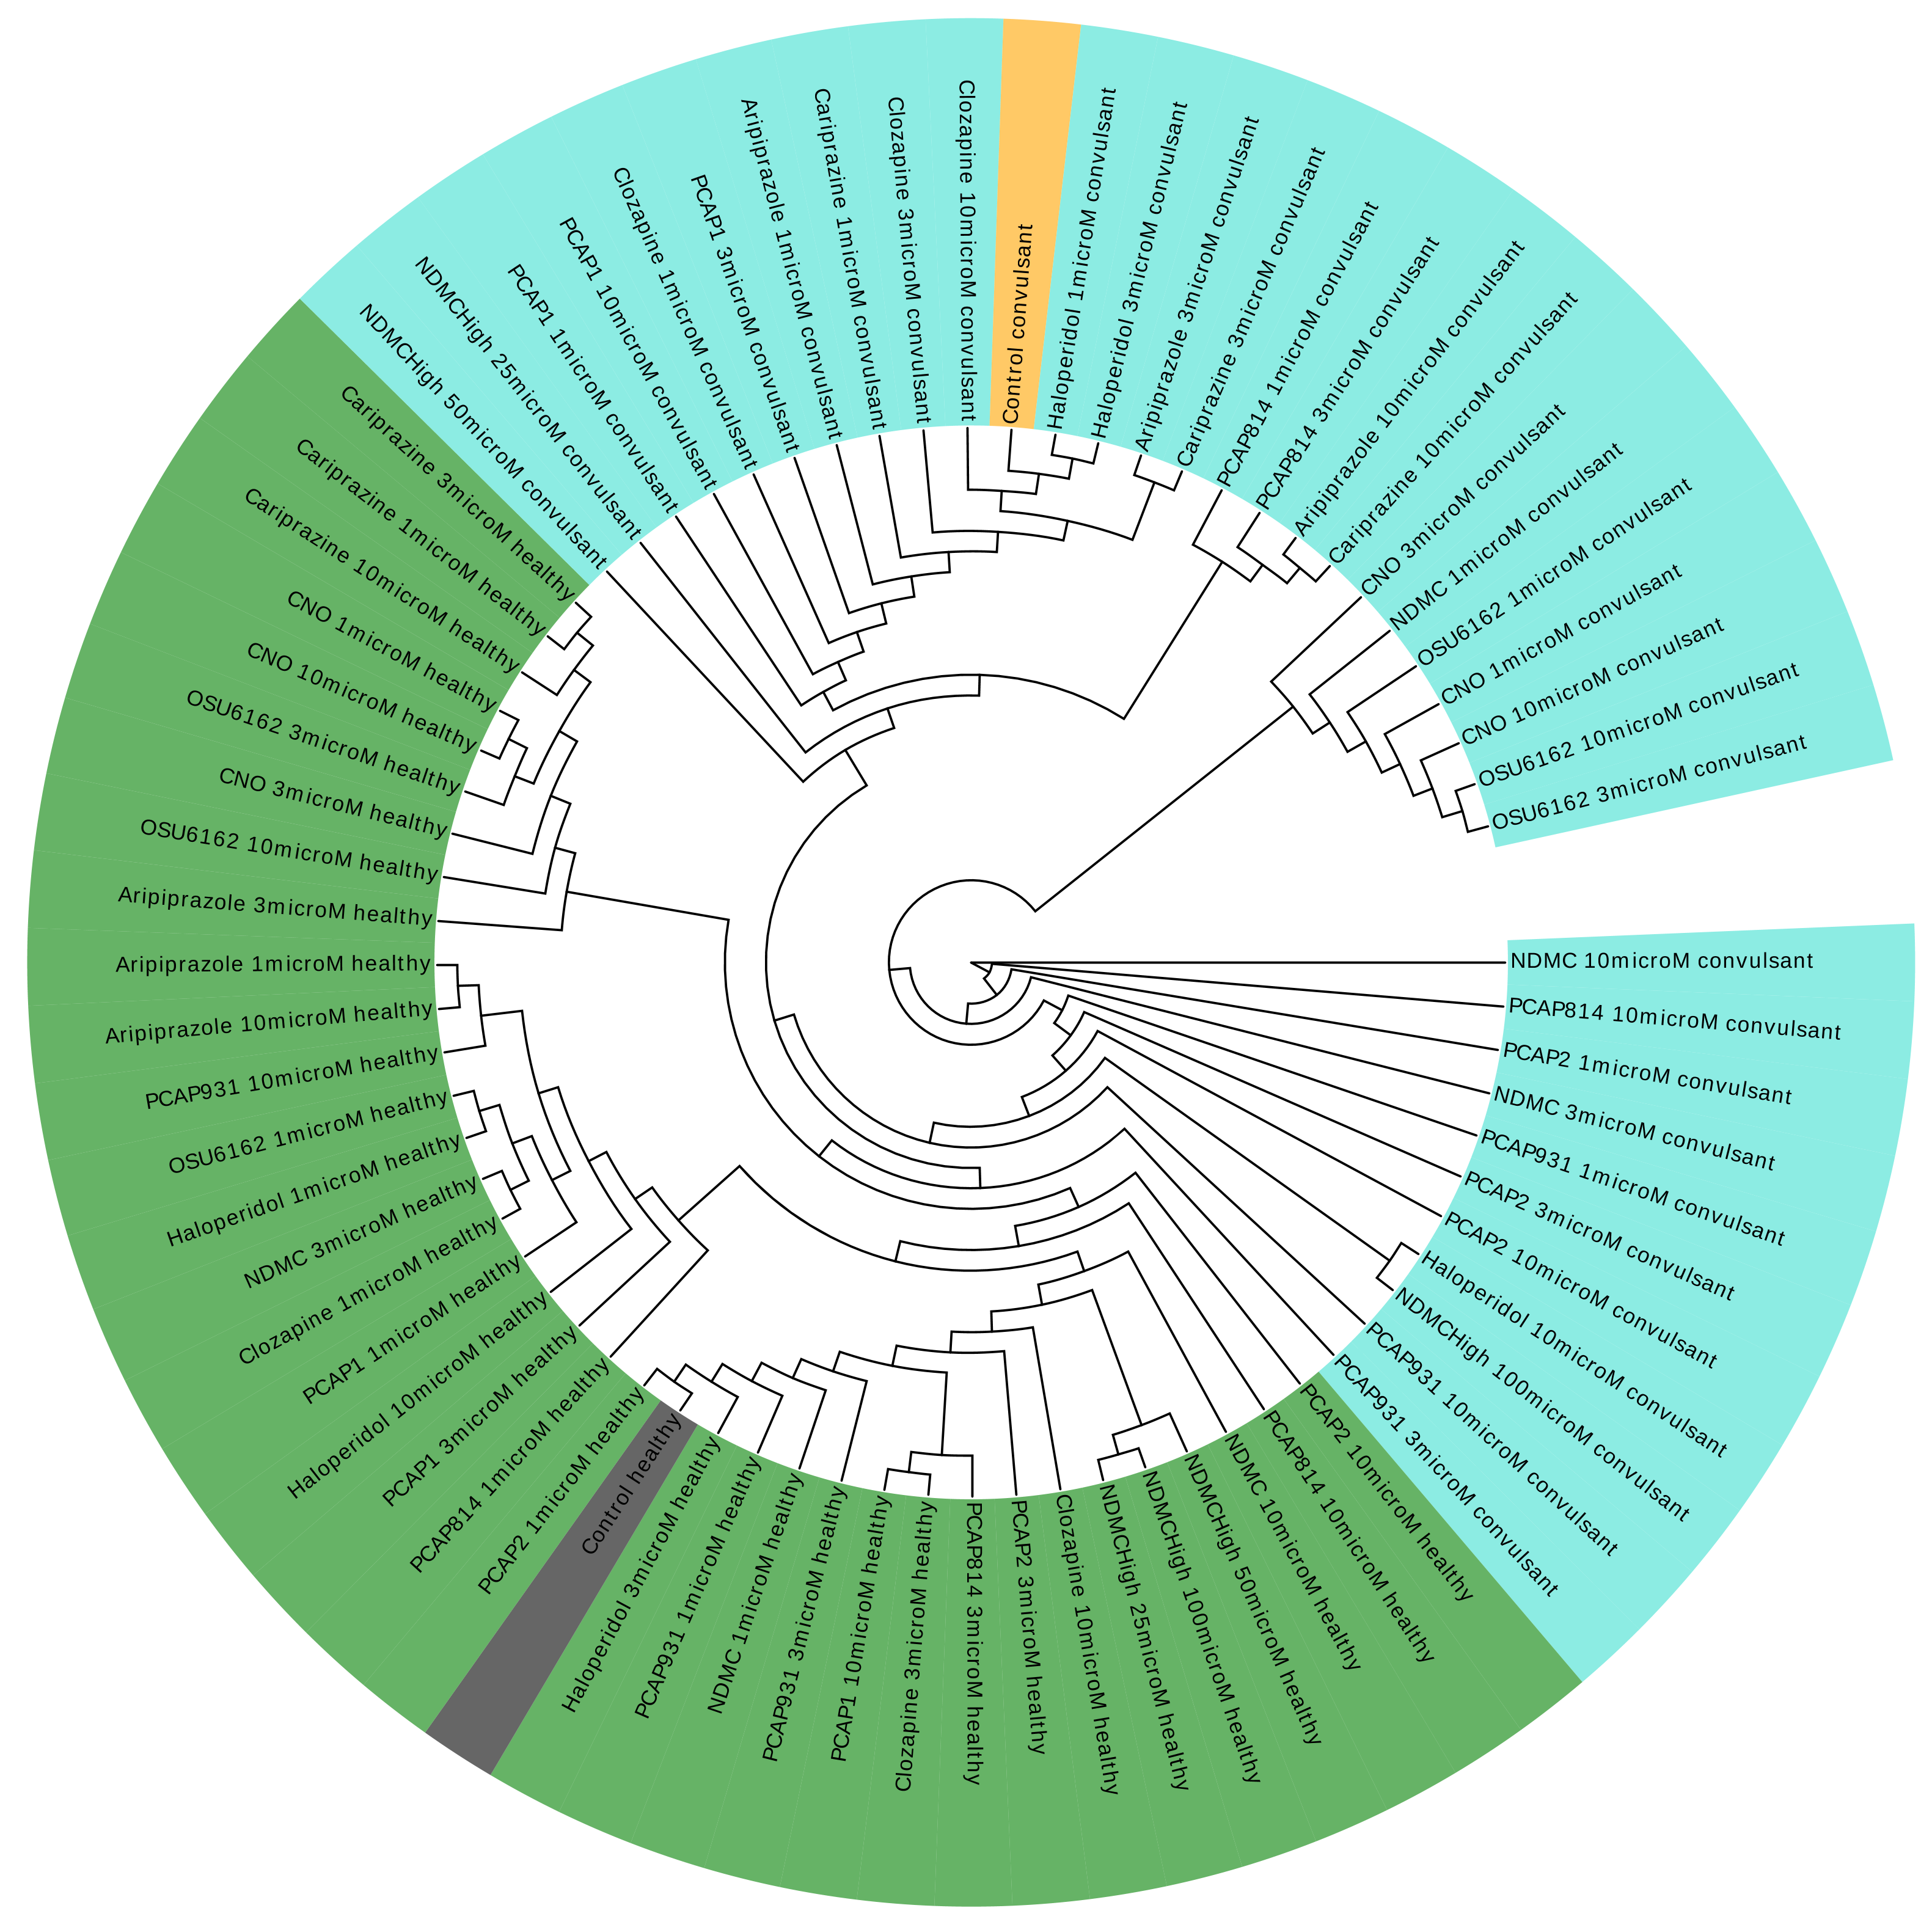 Clozapine 10microM convulsant
Control convulsant
Haloperidol 1microM convulsant
Haloperidol 3microM convulsant
Aripiprazole 3microM convulsant
Cariprazine 3microM convulsant
PCAP814 1microM convulsant
PCAP814 3microM convulsant
Aripiprazole 10microM convulsant
Cariprazine 10microM convulsant
CNO 3microM convulsant
NDMC 1microM convulsant
OSU6162 1microM convulsant
CNO 1microM convulsant
CNO 10microM convulsant
OSU6162 10microM convulsant
OSU6162 3microM convulsant
NDMC 10microM convulsant
PCAP814 10microM convulsant
PCAP2 1microM convulsant
NDMC 3microM convulsant
PCAP931 1microM convulsant
PCAP2 3microM convulsant
PCAP2 10microM convulsant
Haloperidol 10microM convulsant
NDMCHigh 100microM convulsant
PCAP931 10microM convulsant
PCAP931 3microM convulsant
PCAP2 10microM healthy
PCAP814 10microM healthy
NDMC 10microM healthy
NDMCHigh 50microM healthy
NDMCHigh 100microM healthy
NDMCHigh 25microM healthy
Clozapine 10microM healthy
PCAP2 3microM healthy
PCAP814 3microM healthy
Clozapine 3microM healthy
PCAP1 10microM healthy
PCAP931 3microM healthy
NDMC 1microM healthy
PCAP931 1microM healthy
Haloperidol 3microM healthy
Control healthy
PCAP2 1microM healthy
PCAP814 1microM healthy
PCAP1 3microM healthy
Haloperidol 10microM healthy
PCAP1 1microM healthy
Clozapine 1microM healthy
NDMC 3microM healthy
Haloperidol 1microM healthy
OSU6162 1microM healthy
PCAP931 10microM healthy
Aripiprazole 10microM healthy
Aripiprazole 1microM healthy
Aripiprazole 3microM healthy
OSU6162 10microM healthy
CNO 3microM healthy
OSU6162 3microM healthy
CNO 10microM healthy
CNO 1microM healthy
Cariprazine 10microM healthy
Cariprazine 1microM healthy
Cariprazine 3microM healthy
NDMCHigh 50microM convulsant
NDMCHigh 25microM convulsant
PCAP1 1microM convulsant
PCAP1 10microM convulsant
Clozapine 1microM convulsant
PCAP1 3microM convulsant
Aripiprazole 1microM convulsant
Cariprazine 1microM convulsant
Clozapine 3microM convulsant